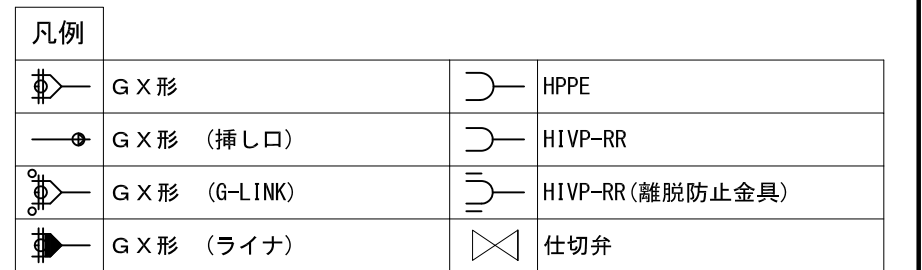 凡例
ＧＸ形
HPPE
ＧＸ形　(挿し口)
HIVP-RR
ＧＸ形　(G-LINK)
HIVP-RR(離脱防止金具)
ＧＸ形　(ライナ)
仕切弁